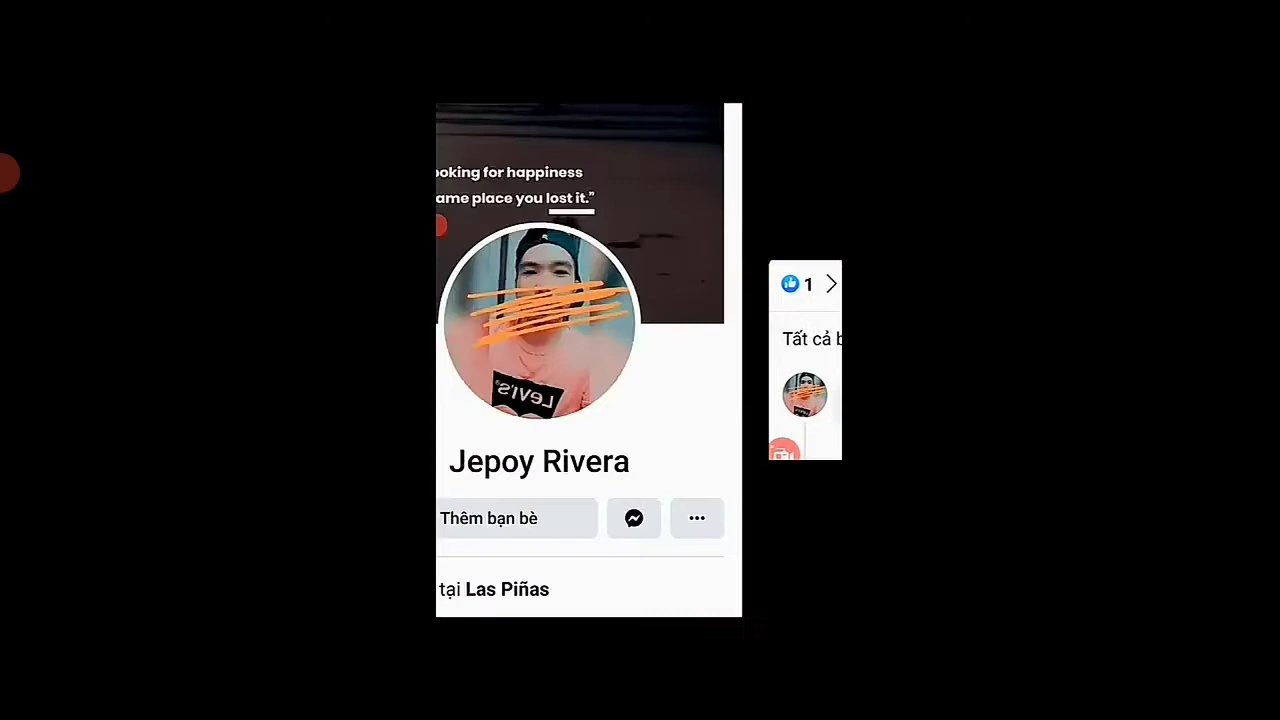 ooking for happiness
ame place you lost it.”
LEVI'S®
Jepoy Rivera
Thêm bạn bè
tại Las Piñas
1
Tất cả b